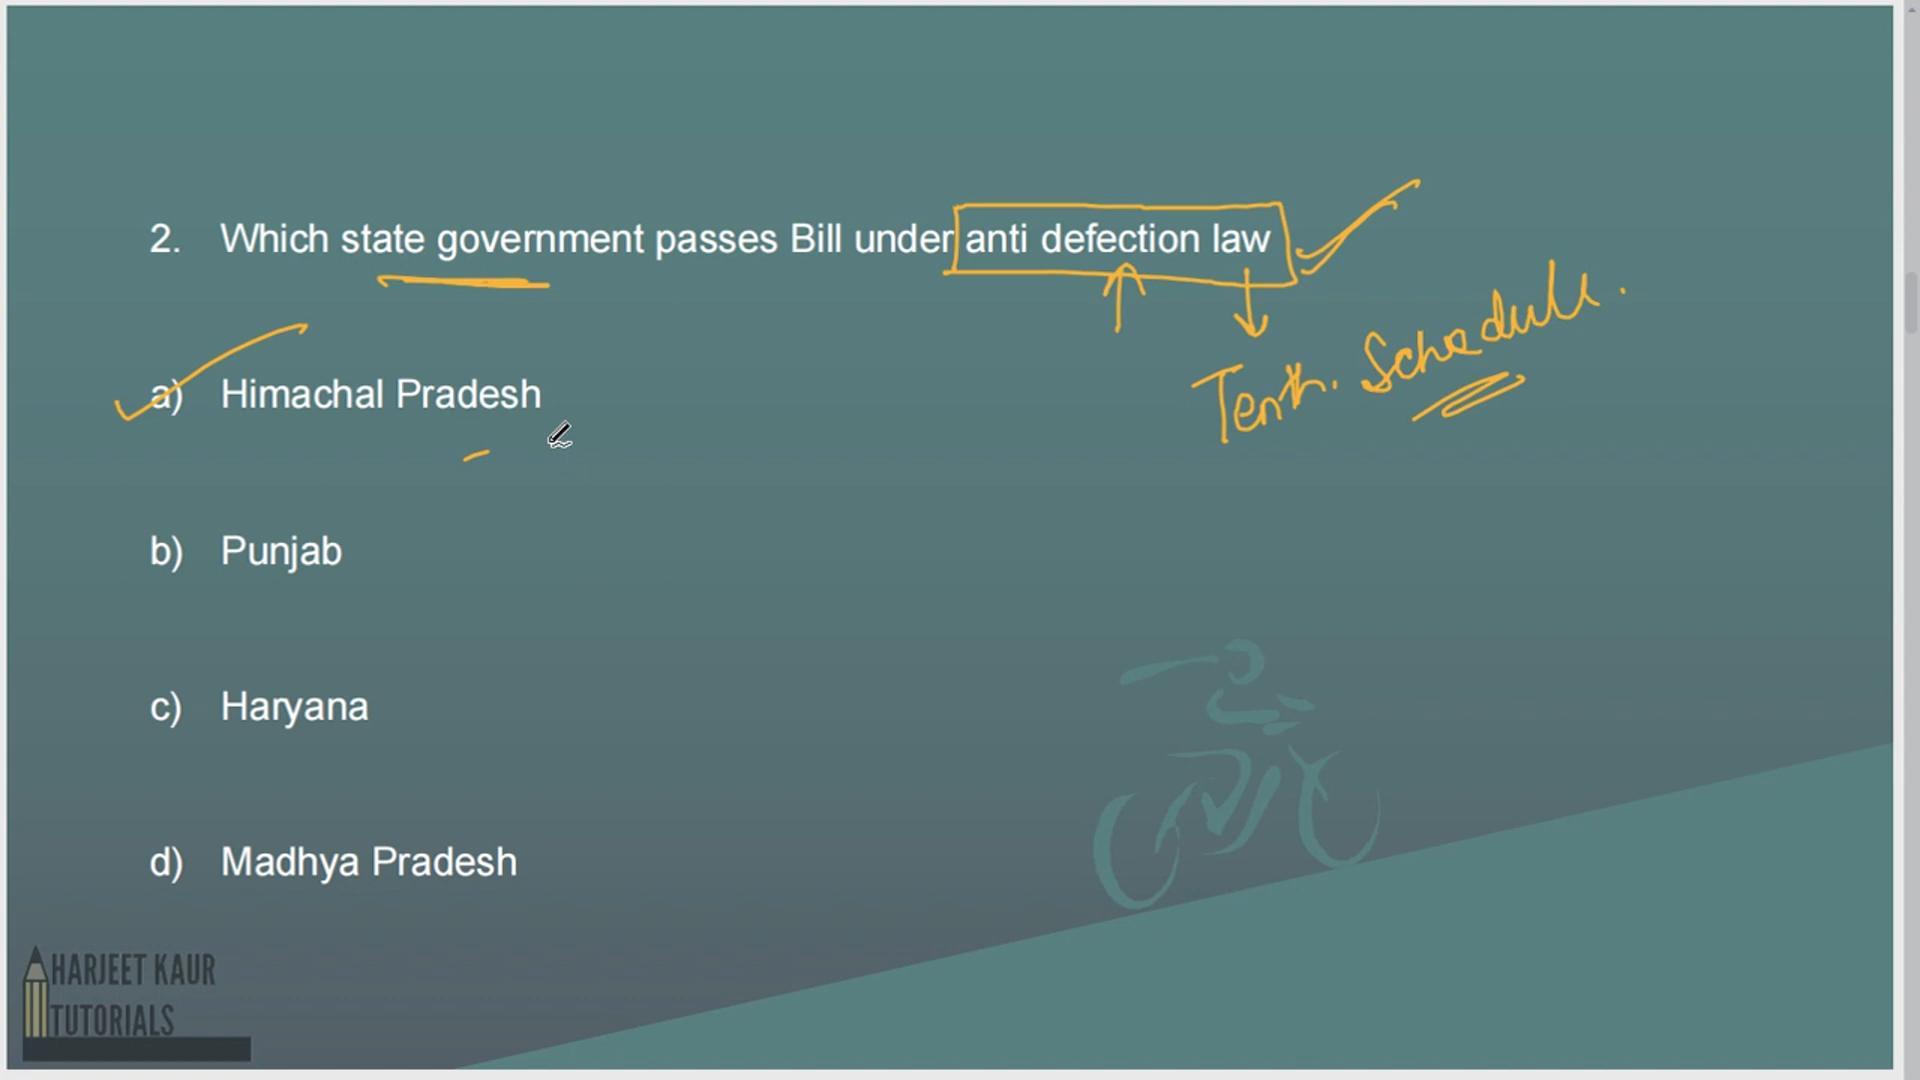 2. Which state government passes Bill under anti defection law
Tenth. Schedule.
a) Himachal Pradesh
b) Punjab
c) Haryana
d) Madhya Pradesh
HARJEET KAUR
TUTORIALS